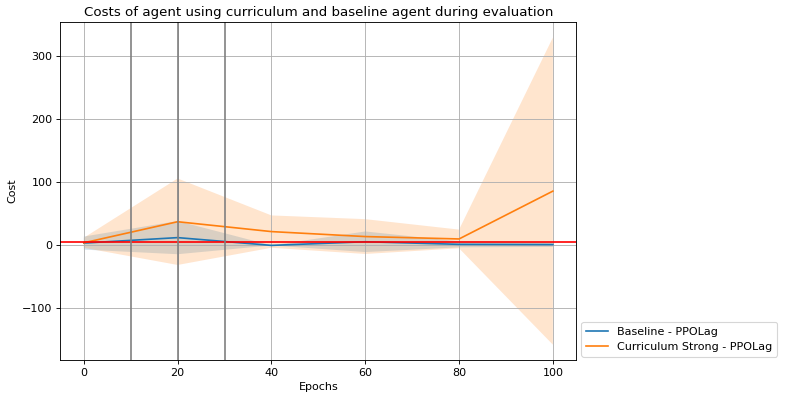 Costs of agent using curriculum and baseline agent during evaluation
Cost
300
200
100
0
−100
0 20 40 60 80 100
Epochs
Baseline - PPOLag
Curriculum Strong - PPOLag